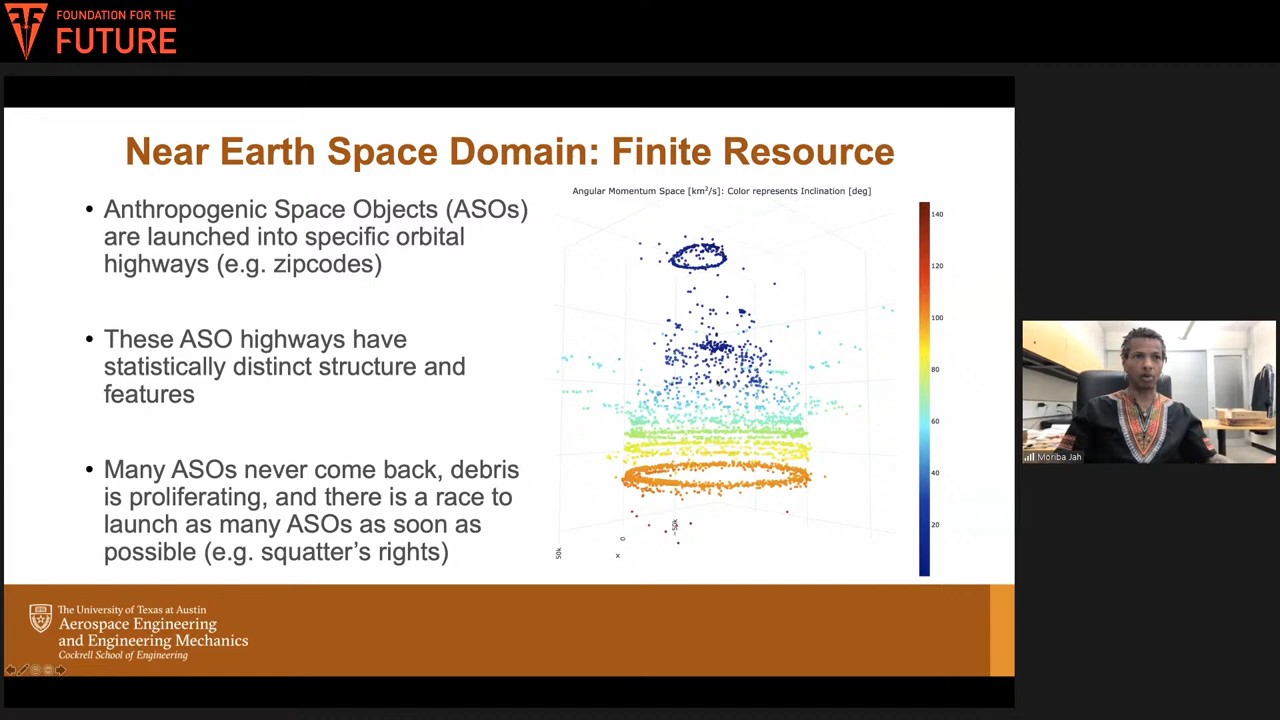 FOUNDATION FOR THE
FUTURE
Near Earth Space Domain: Finite Resource
• Anthropogenic Space Objects (ASOs)
are launched into specific orbital
highways (e.g. zipcodes)
• These ASO highways have
statistically distinct structure and
features
• Many ASOs never come back, debris
is proliferating, and there is a race to
launch as many ASOs as soon as
possible (e.g. squatter’s rights)
Angular Momentum Space [km²/s]: Color represents Inclination [deg]
140
120
100
80
60
40
20
50k
0
−50k
x
Moriba Jah
The University of Texas at Austin
Aerospace Engineering
and Engineering Mechanics
Cockrell School of Engineering